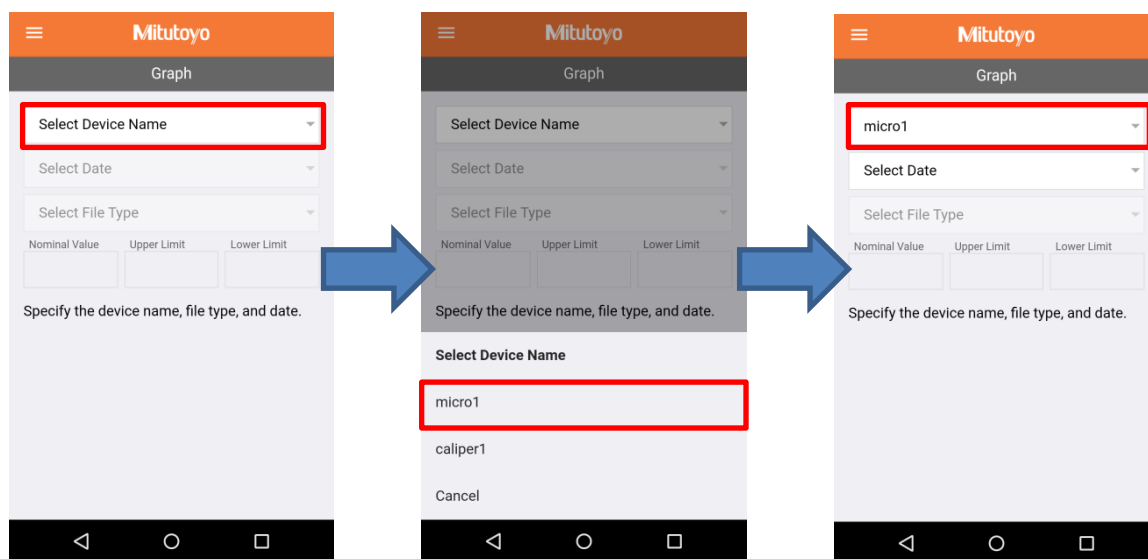 Mitutoyo
Graph
Select Device Name
Select Date
Select File Type
Nominal Value Upper Limit Lower Limit
Specify the device name, file type, and date.
Mitutoyo
Graph
Select Device Name
Select Date
Select File Type
Nominal Value Upper Limit Lower Limit
Specify the device name, file type, and date.
Select Device Name
micro1
caliper1
Cancel
Mitutoyo
Graph
micro1
Select Date
Select File Type
Nominal Value Upper Limit Lower Limit
Specify the device name, file type, and date.